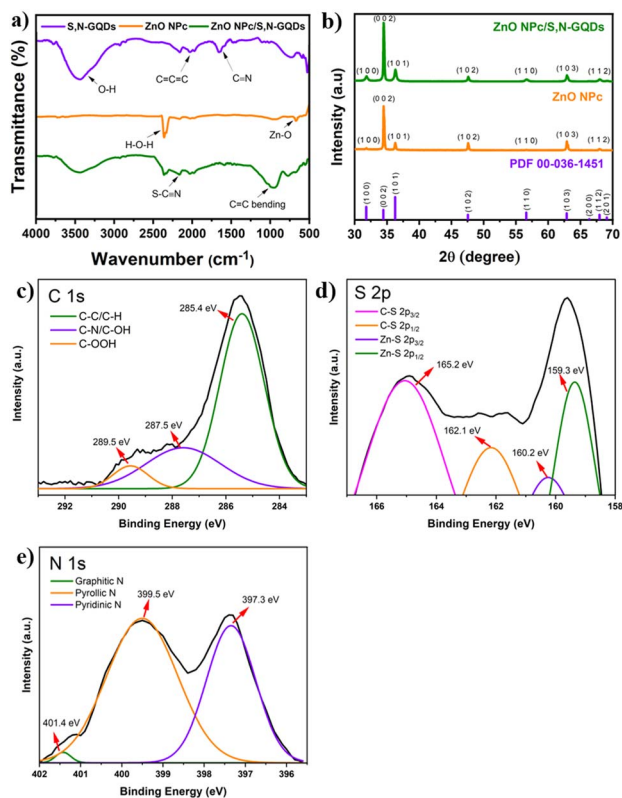 a)
S,N-GQDs ZnO NPc ZnO NPc/S,N-GQDs
Transmittance (%)
O-H
C=C=C
C=N
H-O-H
Zn-O
S-C=N
C=C bending
4000 3500 3000 2500 2000 1500 1000 500
Wavenumber (cm-1)
b)
ZnO NPc/S,N-GQDs
(1 0 0) (0 0 2) (1 0 1) (1 0 2) (1 1 0) (1 0 3) (1 1 2)
ZnO NPc
(1 0 0) (0 0 2) (1 0 1) (1 0 2) (1 1 0) (1 0 3) (1 1 2)
PDF 00-036-1451
(1 0 0) (0 0 2) (1 0 1) (1 0 2) (1 1 0) (1 0 3) (2 0 0) (1 1 2) (2 0 1)
Intensity (a.u)
30 35 40 45 50 55 60 65 70
2θ (degree)
c)
C 1s
C-C/C-H
C-N/C-OH
C-OOH
285.4 eV
287.5 eV
289.5 eV
Intensity (a.u.)
292 290 288 286 284
Binding Energy (eV)
d)
S 2p
C-S 2p3/2
C-S 2p1/2
Zn-S 2p3/2
Zn-S 2p1/2
165.2 eV
159.3 eV
162.1 eV
160.2 eV
Intensity (a.u.)
166 164 162 160 158
Binding Energy (eV)
e)
N 1s
Graphitic N
Pyrollic N
Pyridinic N
399.5 eV
397.3 eV
401.4 eV
Intensity (a.u.)
402 401 400 399 398 397 396
Binding Energy (eV)